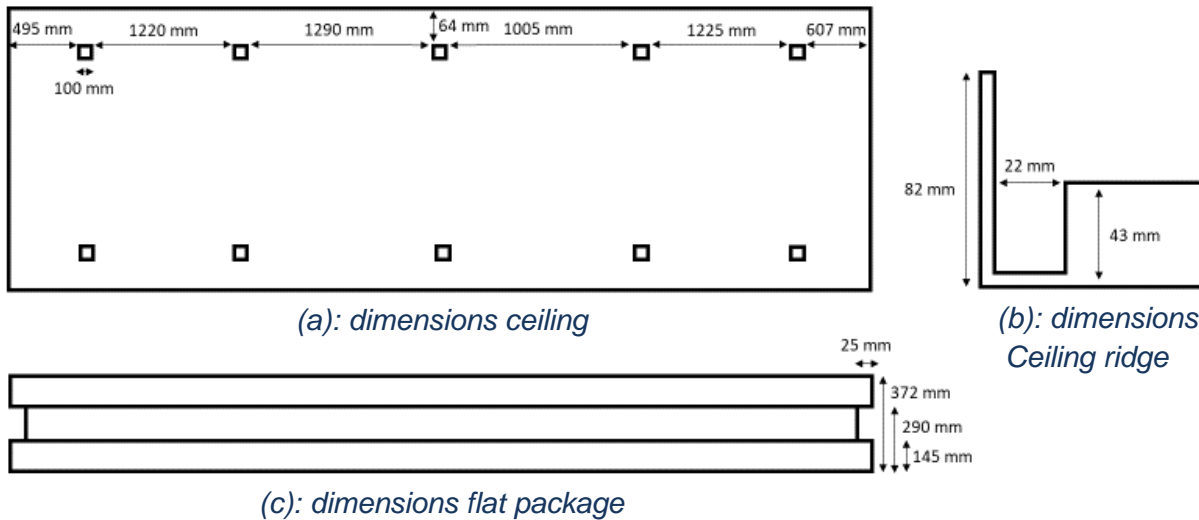 495 mm 1220 mm 1290 mm 64 mm 1005 mm 1225 mm 607 mm
100 mm
22 mm
82 mm
43 mm
(a): dimensions ceiling
(b): dimensions
Ceiling ridge
25 mm
372 mm
290 mm
145 mm
(c): dimensions flat package